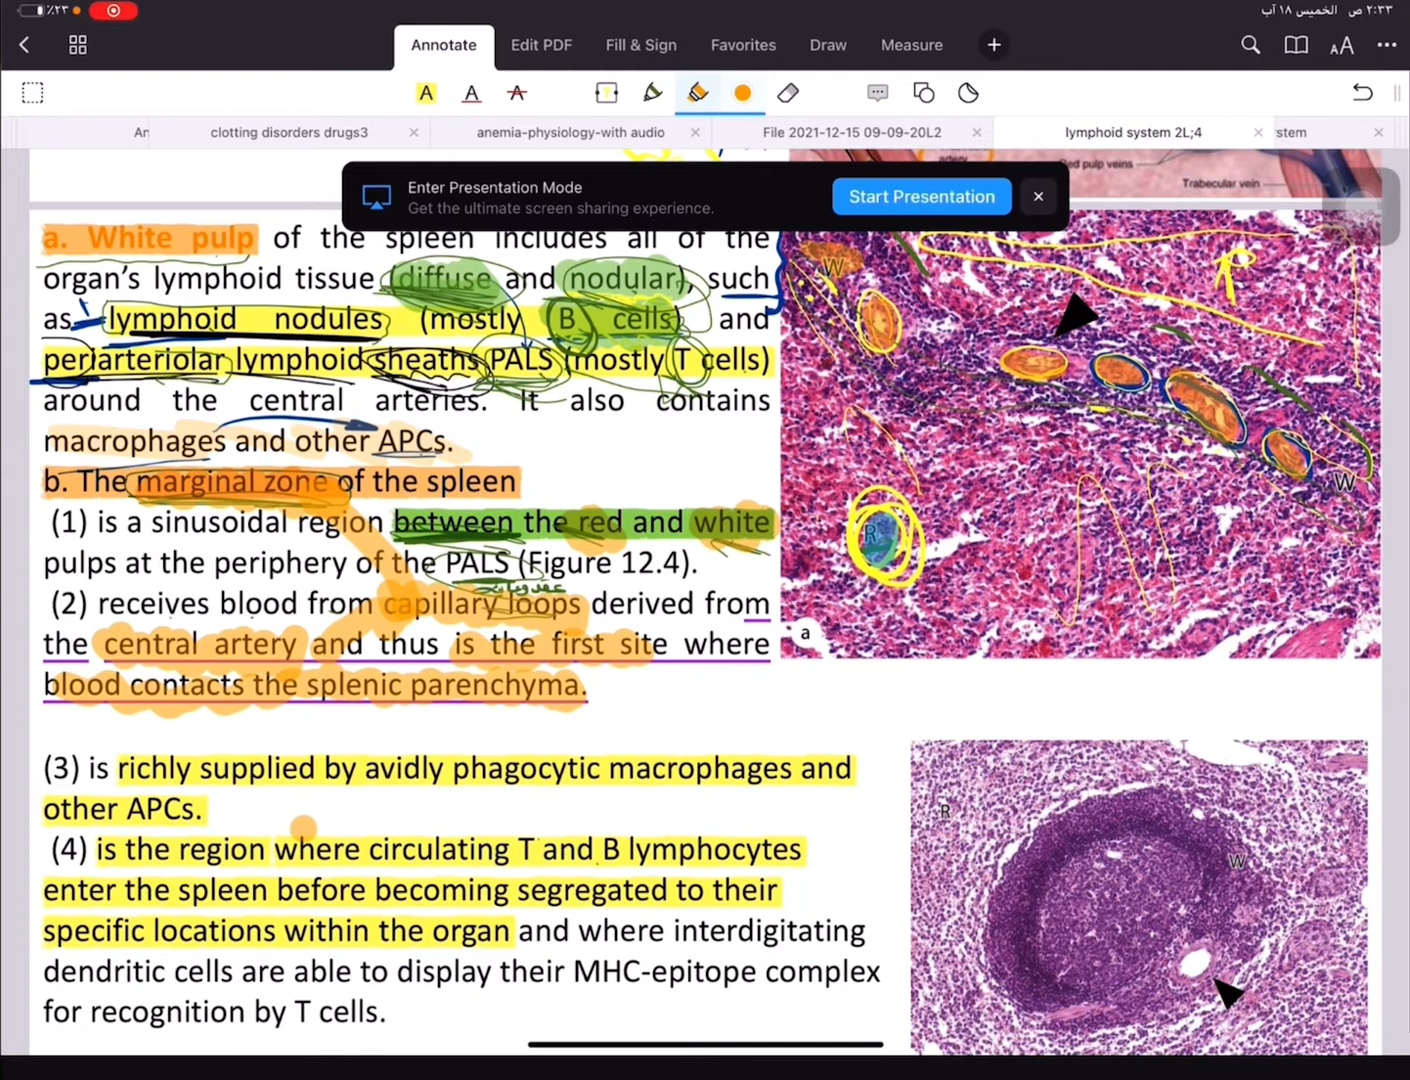 ٪٢٣
٢:٣٣ ص الخميس ١٨ آب
Annotate Edit PDF Fill & Sign Favorites Draw Measure
clotting disorders drugs3
anemia-physiology-with audio
File 2021-12-15 09-09-20L2
lymphoid system 2L;4
stem
Enter Presentation Mode
Get the ultimate screen sharing experience.
Start Presentation
artery
Red pulp veins
Trabecular vein
a. White pulp of the spleen includes all of the
organ's lymphoid tissue (diffuse and nodular), such
as lymphoid nodules (mostly B cells) and
periarteriolar lymphoid sheaths PALS (mostly T cells)
around the central arteries. It also contains
macrophages and other APCs.
b. The marginal zone of the spleen
(1) is a sinusoidal region between the red and white
pulps at the periphery of the PALS (Figure 12.4).
(2) receives blood from capillary loops derived from
the central artery and thus is the first site where
blood contacts the splenic parenchyma.
(3) is richly supplied by avidly phagocytic macrophages and
other APCs.
(4) is the region where circulating T and B lymphocytes
enter the spleen before becoming segregated to their
specific locations within the organ and where interdigitating
dendritic cells are able to display their MHC-epitope complex
for recognition by T cells.
W
R
W
a
R
W